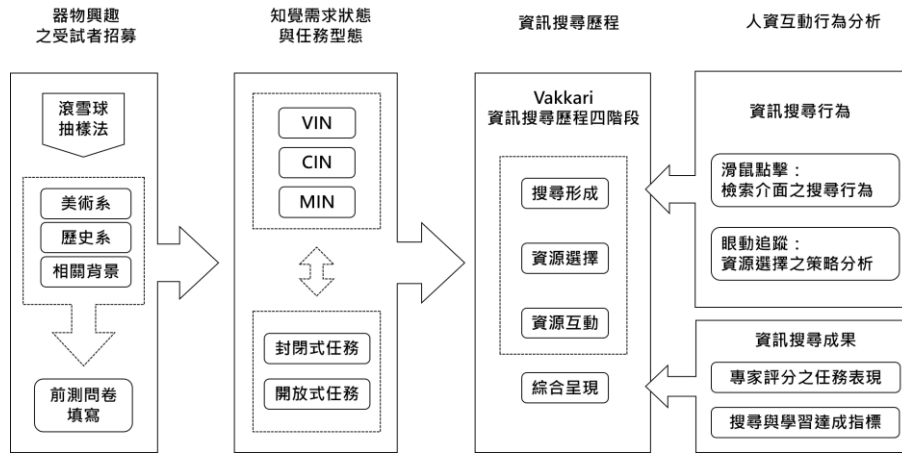 器物興趣
之受試者招募
滾雪球
抽樣法
美術系
歷史系
相關背景
前測問卷
填寫
知覺需求狀態
與任務型態
VIN
CIN
MIN
封閉式任務
開放式任務
資訊搜尋歷程
Vakkari
資訊搜尋歷程四階段
搜尋形成
資源選擇
資源互動
綜合呈現
人資互動行為分析
資訊搜尋行為
滑鼠點擊：
檢索介面之搜尋行為
眼動追蹤：
資源選擇之策略分析
資訊搜尋成果
專家評分之任務表現
搜尋與學習達成指標